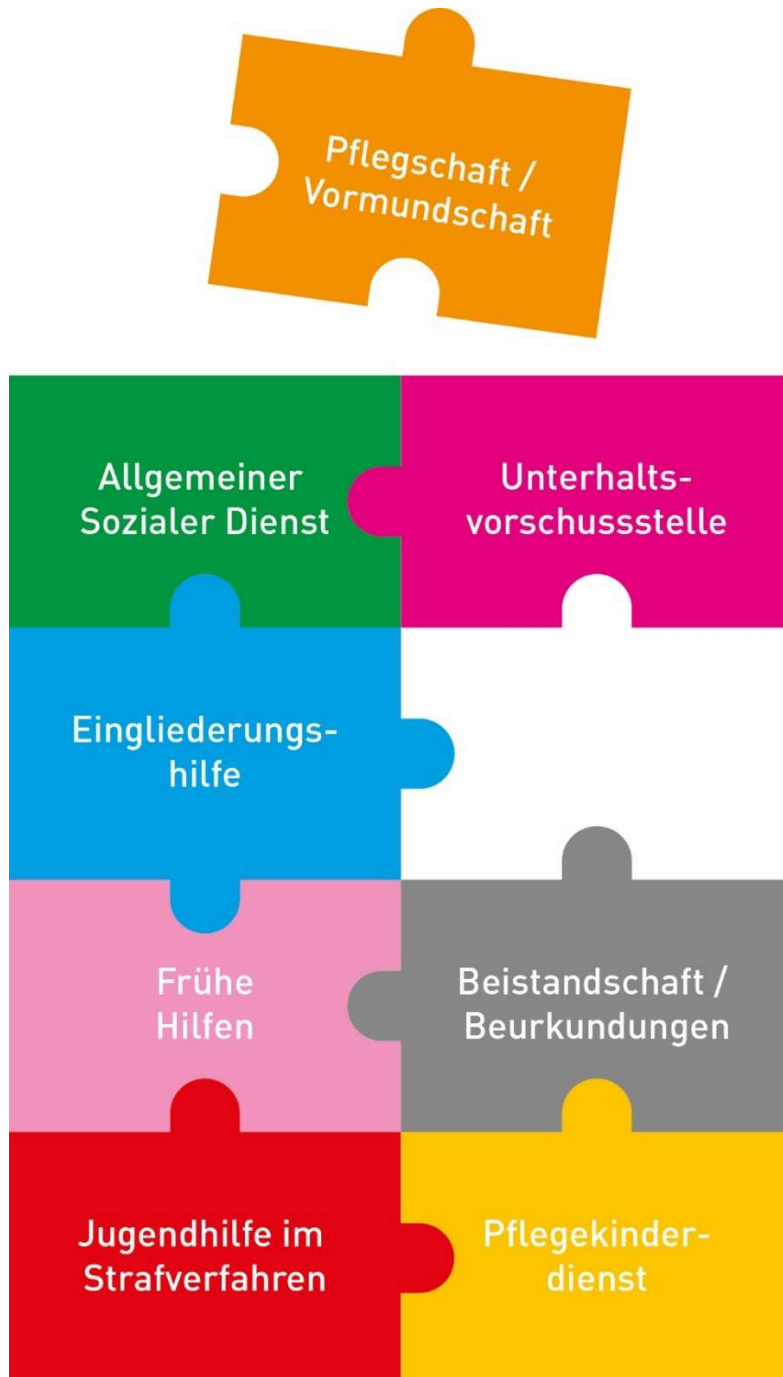 Pflegschaft /
Vormundschaft
Allgemeiner
Sozialer Dienst
Unterhalts-
vorschussstelle
Eingliederungs-
hilfe
Frühe
Hilfen
Beistandschaft /
Beurkundungen
Jugendhilfe im
Strafverfahren
Pflegekinder-
dienst